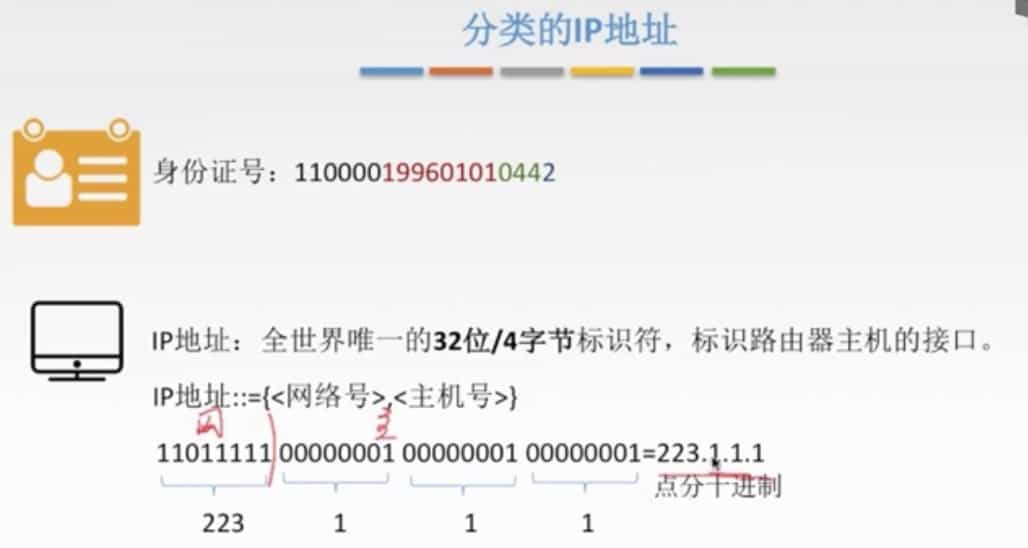 分类的IP地址
身份证号：110000199601010442
IP地址：全世界唯一的32位/4字节标识符，标识路由器主机的接口。
IP地址::={<网络号>,<主机号>}
网
11011111 00000001 00000001 00000001=223.1.1.1
点分十进制
223 1 1 1